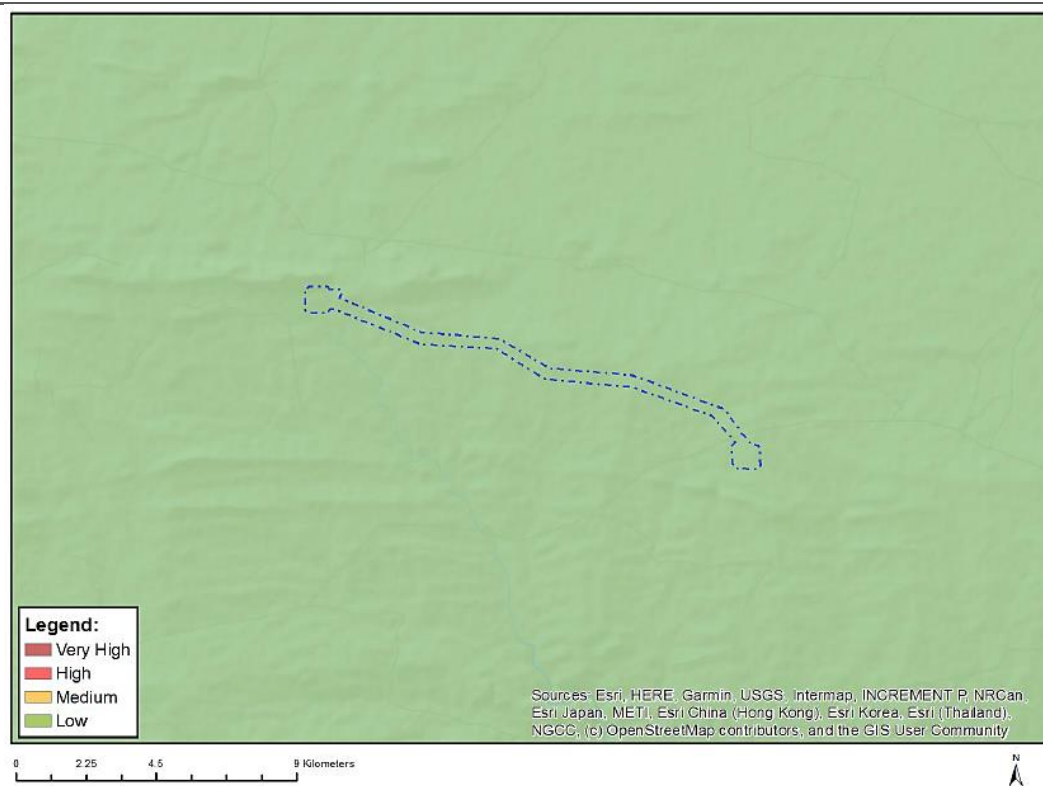 Legend:
Very High
High
Medium
Low
Sources: Esri, HERE, Garmin, USGS, Intermap, INCREMENT P, NRCan,
Esri Japan, METI, Esri China (Hong Kong), Esri Korea, Esri (Thailand),
NGCC, (c) OpenStreetMap contributors, and the GIS User Community
0 2.25 4.5 9 Kilometers
N